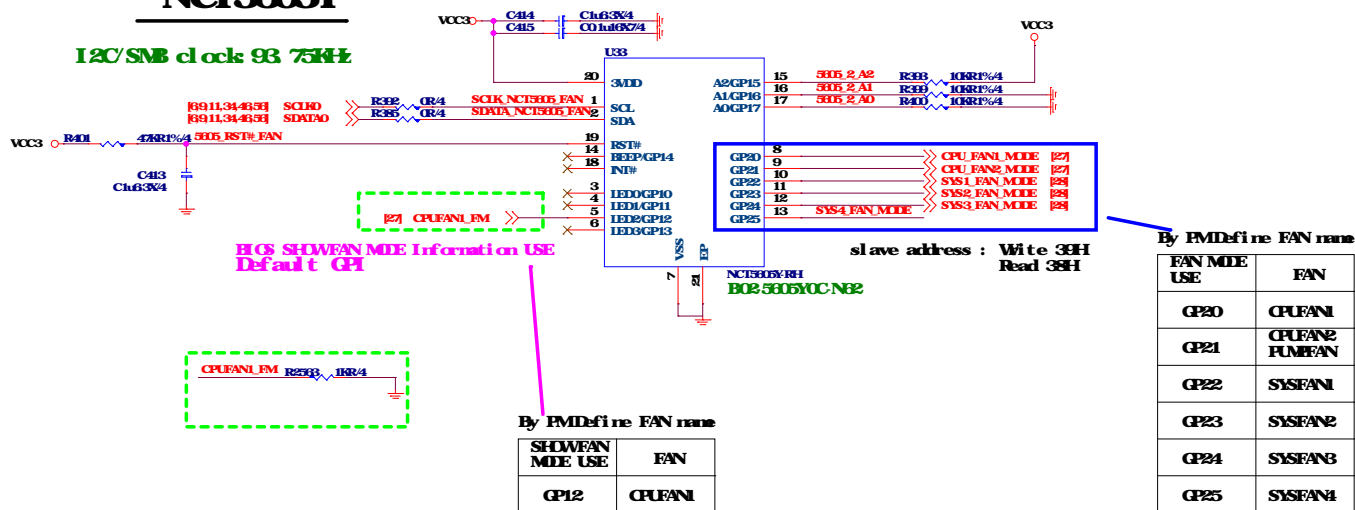 I2C/SMB clock: 93.75KHz
VCC3
C414
C1u6.3X/4
C415
C0.1u16X7/4
VCC3
U33
20
3VDD
A2/GP15
15
5605_2_A2
R393
10KR1%/4
A1/GP16
16
5605_2_A1
R399
10KR1%/4
A0/GP17
17
5605_2_A0
R400
10KR1%/4
[6,9,11,34,46,56]
SCLK0
R392
0R/4
SCLK_NCT5605_FAN
1
SCL
[6,9,11,34,46,56]
SDATA0
R385
0R/4
SDATA_NCT5605_FAN
2
SDA
VCC3
R401
47KR1%/4
5605_RST#_FAN
19
RST#
14
BEEP/GP14
18
INT#
C413
C1u6.3X/4
3
LED0/GP10
4
LED1/GP11
[27] CPUFAN1_FM
5
LED2/GP12
6
LED3/GP13
GP20
8
CPU_FAN1_MODE [27]
GP21
9
CPU_FAN2_MODE [27]
GP22
10
SYS1_FAN_MODE [28]
GP23
11
SYS2_FAN_MODE [28]
GP24
12
SYS3_FAN_MODE [28]
GP25
13
SYS4_FAN_MODE
VSS
EP
7
21
NCT5605Y-RH
B02-5605Y0C-N62
BIOS SHOWFAN MODE Information USE
Default GPI
slave address : Write 39H
Read 38H
By PM Define FAN name
FAN MODE USE
FAN
GP20
CPUFAN1
GP21
CPUFAN2
PUMPFAN
GP22
SYSFAN1
GP23
SYSFAN2
GP24
SYSFAN3
GP25
SYSFAN4
CPUFAN1_FM
R2563
1KR/4
By PM Define FAN name
SHOWFAN MODE USE
FAN
GP12
CPUFAN1